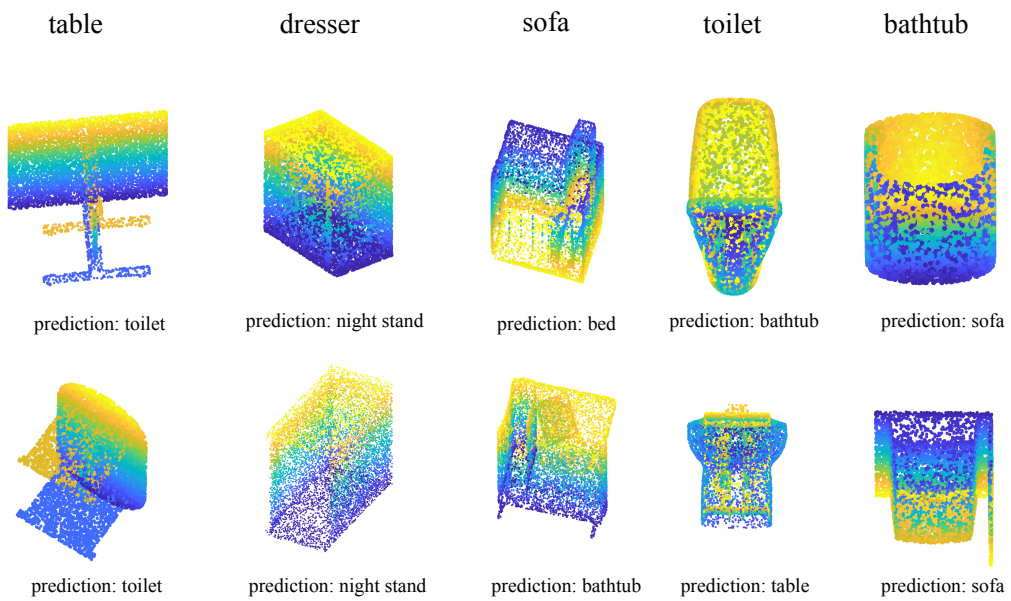 table dresser sofa toilet bathtub
prediction: toilet prediction: night stand prediction: bed prediction: bathtub prediction: sofa
prediction: toilet prediction: night stand prediction: bathtub prediction: table prediction: sofa